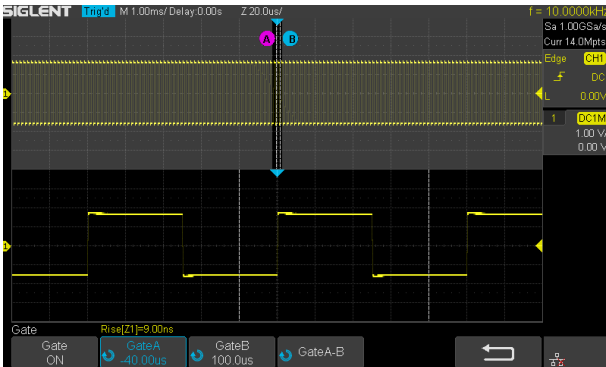 SIGLENT Trig'd M 1.00ms/ Delay:0.00s Z 20.0us/ f = 10.0000kHz
Sa 1.00GSa/s
Curr 14.0Mpts
A B
Edge CH1
DC
1
L 0.00V
1 DC1M
1.00 V/
0.00 V
1
Gate Rise[Z1]=9.00ns
Gate GateA GateB GateA-B
ON -40.00us 100.0us